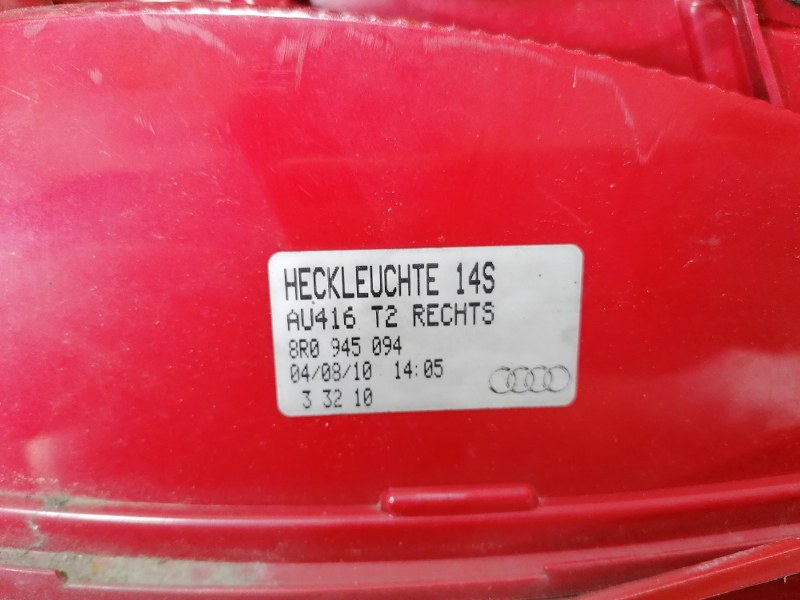 HECKLEUCHTE 14S
AU416 T2 RECHTS
8R0 945 094
04/08/10 14:05
3 32 10